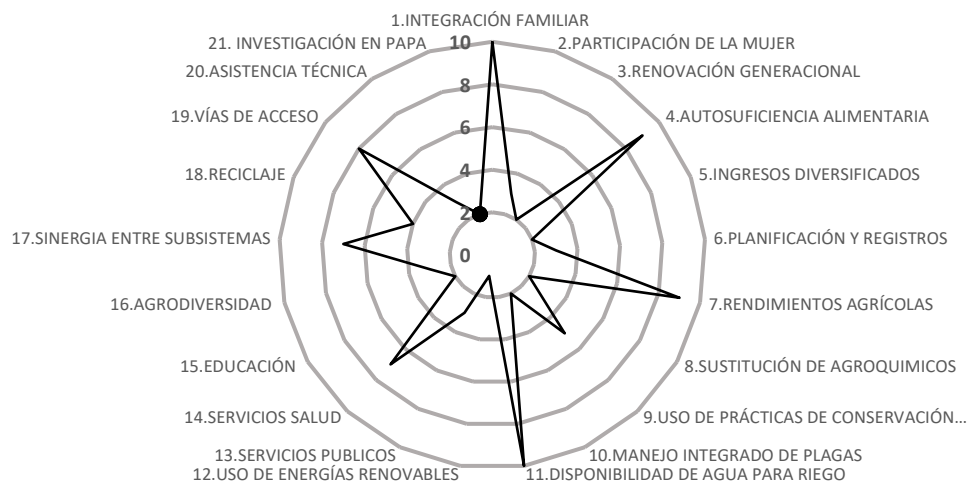 1.INTEGRACIÓN FAMILIAR
2.PARTICIPACIÓN DE LA MUJER
3.RENOVACIÓN GENERACIONAL
4.AUTOSUFICIENCIA ALIMENTARIA
5.INGRESOS DIVERSIFICADOS
6.PLANIFICACIÓN Y REGISTROS
7.RENDIMIENTOS AGRÍCOLAS
8.SUSTITUCIÓN DE AGROQUIMICOS
9.USO DE PRÁCTICAS DE CONSERVACIÓN…
10.MANEJO INTEGRADO DE PLAGAS
11.DISPONIBILIDAD DE AGUA PARA RIEGO
12.USO DE ENERGÍAS RENOVABLES
13.SERVICIOS PUBLICOS
14.SERVICIOS SALUD
15.EDUCACIÓN
16.AGRODIVERSIDAD
17.SINERGIA ENTRE SUBSISTEMAS
18.RECICLAJE
19.VÍAS DE ACCESO
20.ASISTENCIA TÉCNICA
21. INVESTIGACIÓN EN PAPA
10
8
6
4
2
0